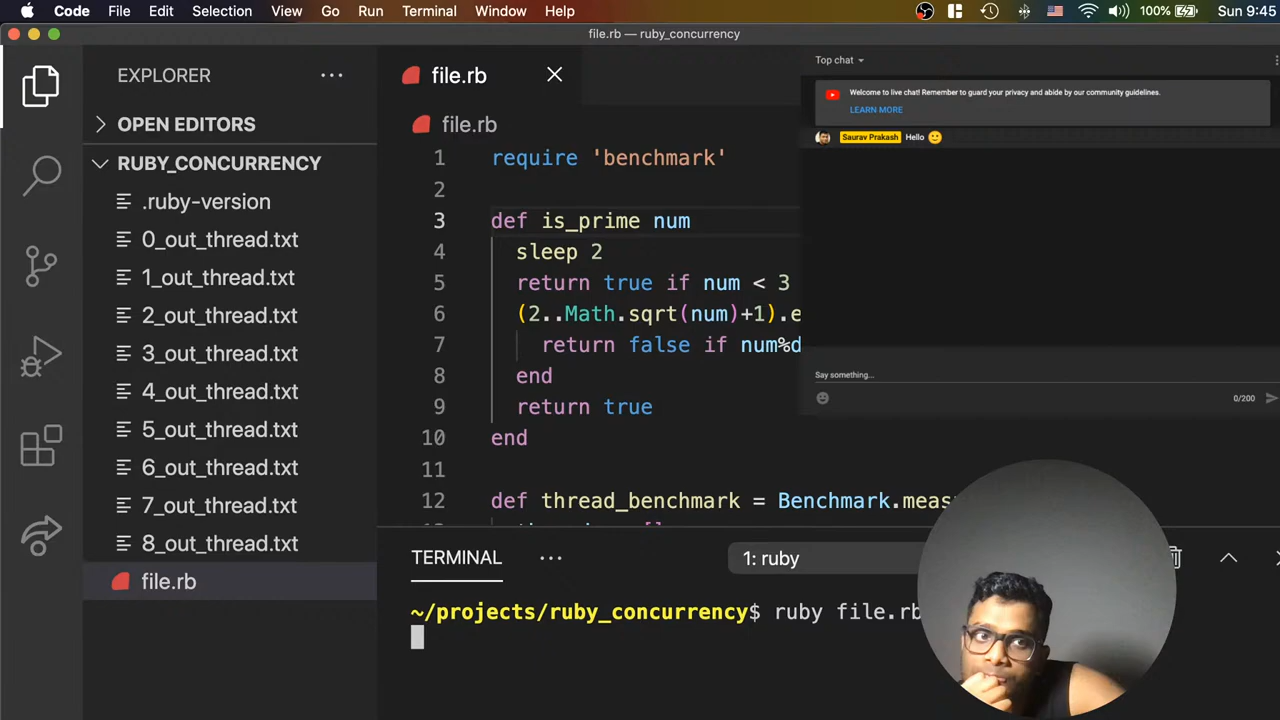 Code File Edit Selection View Go Run Terminal Window Help 100% Sun 9:45
file.rb — ruby_concurrency
EXPLORER
OPEN EDITORS
RUBY_CONCURRENCY
.ruby-version
0_out_thread.txt
1_out_thread.txt
2_out_thread.txt
3_out_thread.txt
4_out_thread.txt
5_out_thread.txt
6_out_thread.txt
7_out_thread.txt
8_out_thread.txt
file.rb
file.rb
file.rb
1 require 'benchmark'
2
3 def is_prime num
4 sleep 2
5 return true if num < 3
6 (2..Math.sqrt(num)+1).e
7 return false if num%d
8 end
9 return true
10 end
11
12 def thread_benchmark = Benchmark.meas
Top chat
Welcome to live chat! Remember to guard your privacy and abide by our community guidelines.
LEARN MORE
Saurav Prakash Hello
Say something...
0/200
TERMINAL
1: ruby
~/projects/ruby_concurrency$ ruby file.rb